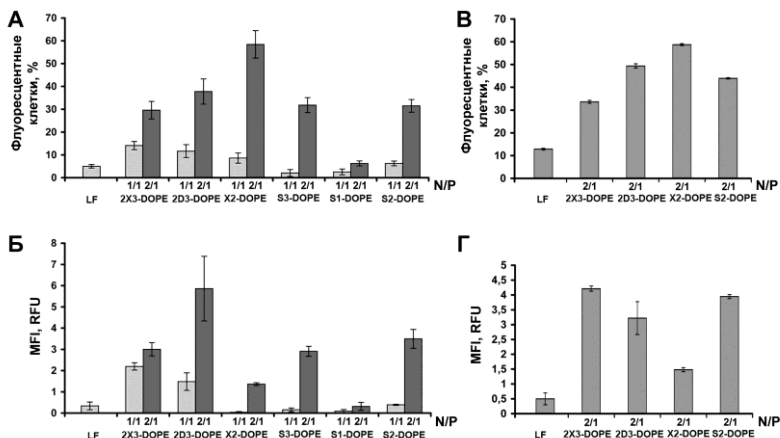 А
Флуоресцентные
клетки, %
70
60
50
40
30
20
10
0
1/1 2/1 1/1 2/1 1/1 2/1 1/1 2/1 1/1 2/1 1/1 2/1 N/P
LF 2X3-DOPE 2D3-DOPE X2-DOPE S3-DOPE S1-DOPE S2-DOPE
В
Флуоресцентные
клетки, %
70
60
50
40
30
20
10
0
2/1 2/1 2/1 2/1 N/P
LF 2X3-DOPE 2D3-DOPE X2-DOPE S2-DOPE
Б
MFI, RFU
8
7
6
5
4
3
2
1
0
1/1 2/1 1/1 2/1 1/1 2/1 1/1 2/1 1/1 2/1 1/1 2/1 N/P
LF 2X3-DOPE 2D3-DOPE X2-DOPE S3-DOPE S1-DOPE S2-DOPE
Г
MFI, RFU
5
4,5
4
3,5
3
2,5
2
1,5
1
0,5
0
2/1 2/1 2/1 2/1 N/P
LF 2X3-DOPE 2D3-DOPE X2-DOPE S2-DOPE